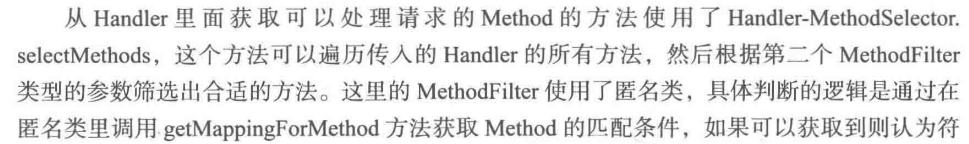 从 Handler 里面获取可以处理请求的 Method 的方法使用了 Handler-MethodSelector.
selectMethods，这个方法可以遍历传入的 Handler 的所有方法，然后根据第二个 MethodFilter
类型的参数筛选出合适的方法。这里的 MethodFilter 使用了匿名类，具体判断的逻辑是通过在
匿名类里调用 getMappingForMethod 方法获取 Method 的匹配条件，如果可以获取到则认为符